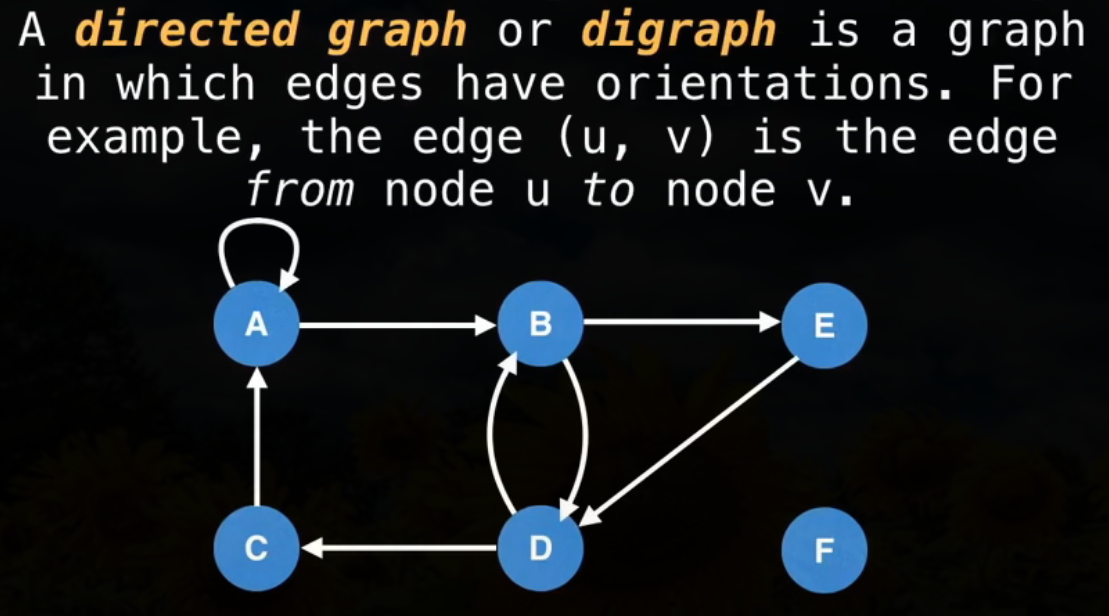 A directed graph or digraph is a graph
in which edges have orientations. For
example, the edge (u, v) is the edge
from node u to node v.
A
B
E
C
D
F